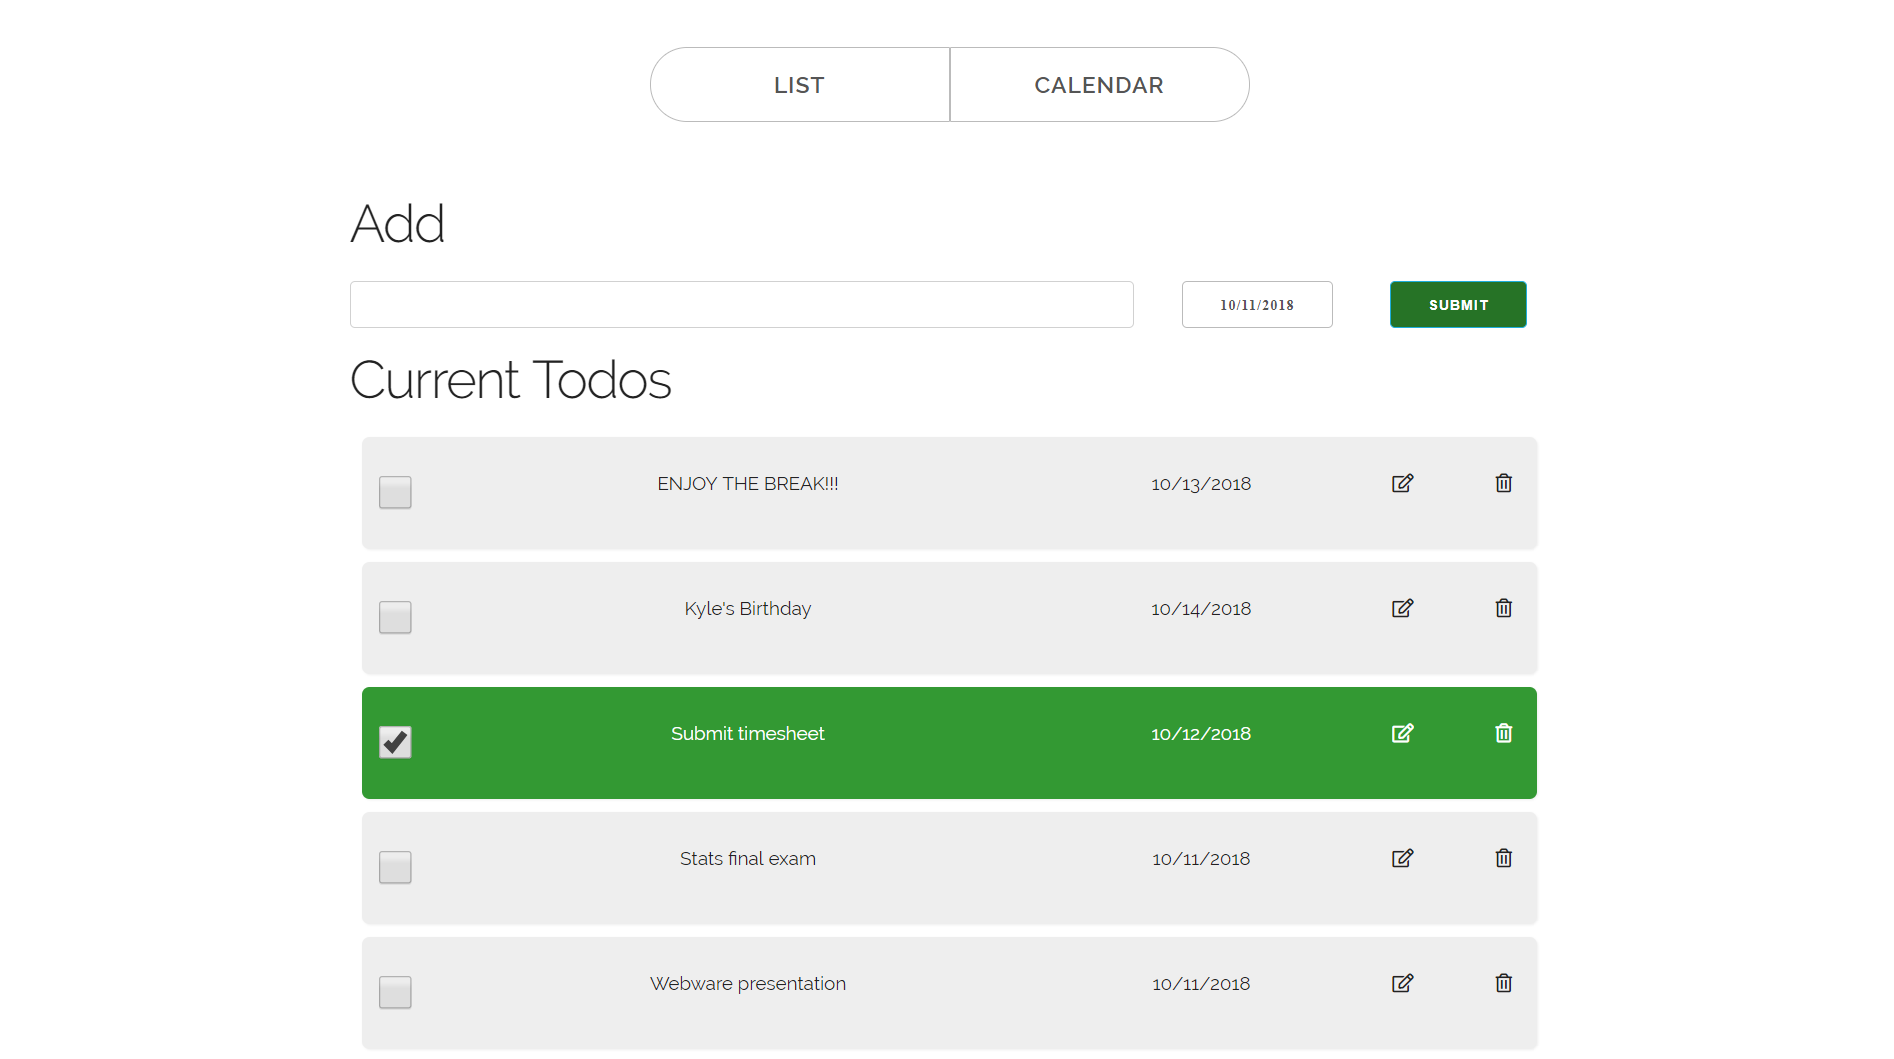 LIST CALENDAR
Add
10/11/2018 SUBMIT
Current Todos
ENJOY THE BREAK!!! 10/13/2018
Kyle's Birthday 10/14/2018
Submit timesheet 10/12/2018
Stats final exam 10/11/2018
Webware presentation 10/11/2018